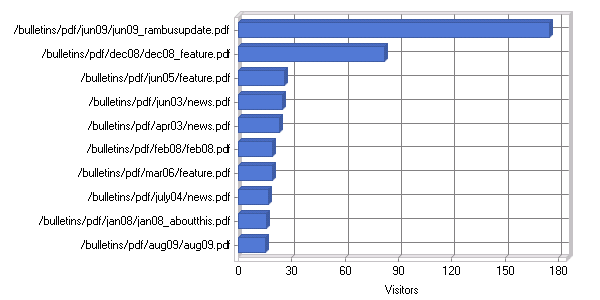 /bulletins/pdf/jun09/jun09_rambusupdate.pdf
/bulletins/pdf/dec08/dec08_feature.pdf
/bulletins/pdf/jun05/feature.pdf
/bulletins/pdf/jun03/news.pdf
/bulletins/pdf/apr03/news.pdf
/bulletins/pdf/feb08/feb08.pdf
/bulletins/pdf/mar06/feature.pdf
/bulletins/pdf/july04/news.pdf
/bulletins/pdf/jan08/jan08_aboutthis.pdf
/bulletins/pdf/aug09/aug09.pdf
0 30 60 90 120 150 180
Visitors